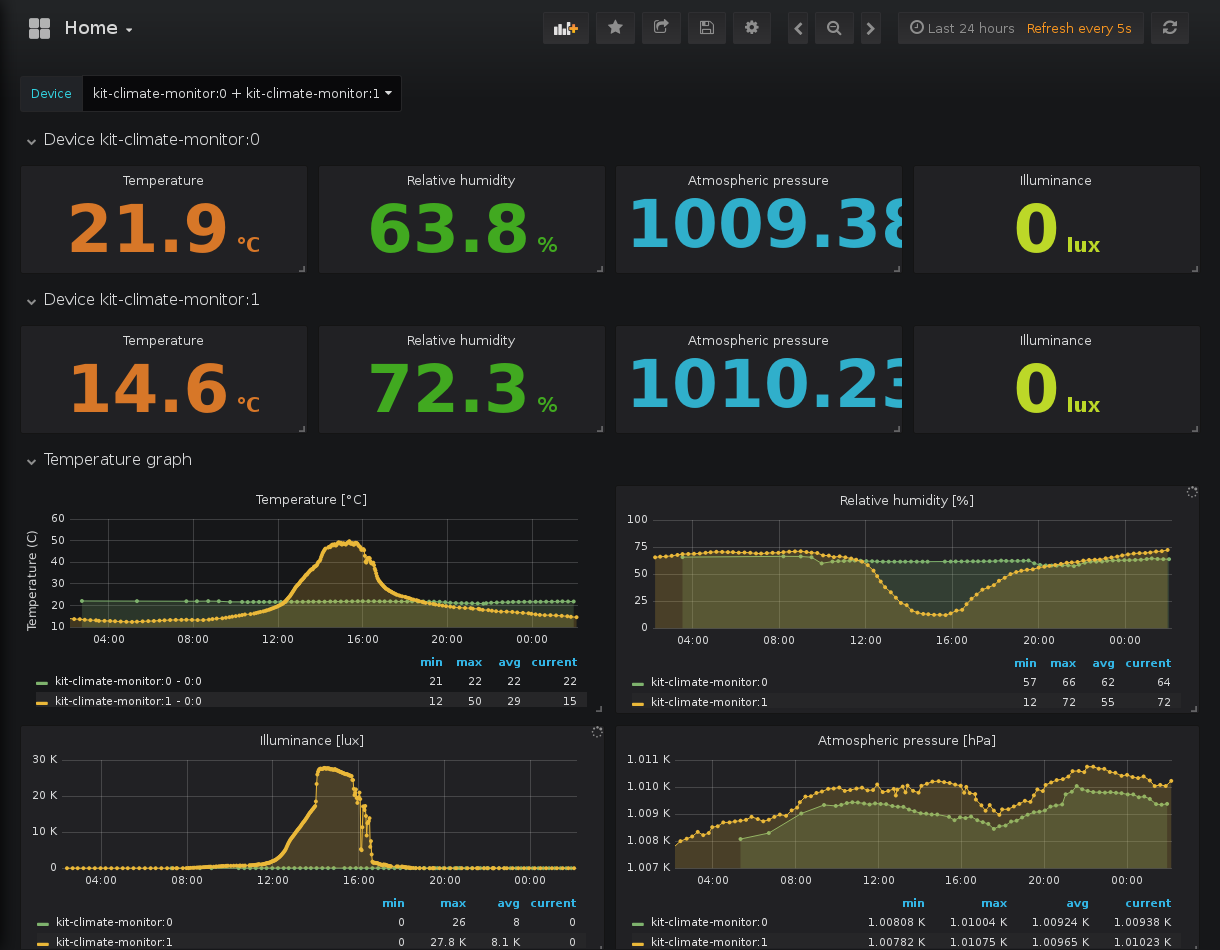 Home
Last 24 hours Refresh every 5s
Device kit-climate-monitor:0 + kit-climate-monitor:1
Device kit-climate-monitor:0
Temperature Relative humidity Atmospheric pressure Illuminance
21.9 °C 63.8 % 1009.38 0 lux
Device kit-climate-monitor:1
Temperature Relative humidity Atmospheric pressure Illuminance
14.6 °C 72.3 % 1010.23 0 lux
Temperature graph
Temperature [°C]
Temperature (C)
60
50
40
30
20
10
04:00 08:00 12:00 16:00 20:00 00:00
min max avg current
kit-climate-monitor:0 - 0:0 21 22 22 22
kit-climate-monitor:1 - 0:0 12 50 29 15
Relative humidity [%]
100
75
50
25
0
04:00 08:00 12:00 16:00 20:00 00:00
min max avg current
kit-climate-monitor:0 57 66 62 64
kit-climate-monitor:1 12 72 55 72
Illuminance [lux]
30 K
20 K
10 K
0
04:00 08:00 12:00 16:00 20:00 00:00
min max avg current
kit-climate-monitor:0 0 26 8 0
kit-climate-monitor:1 0 27.8 K 8.1 K 0
Atmospheric pressure [hPa]
1.011 K
1.010 K
1.009 K
1.008 K
1.007 K
04:00 08:00 12:00 16:00 20:00 00:00
min max avg current
kit-climate-monitor:0 1.00808 K 1.01004 K 1.00924 K 1.00938 K
kit-climate-monitor:1 1.00782 K 1.01075 K 1.00965 K 1.01023 K